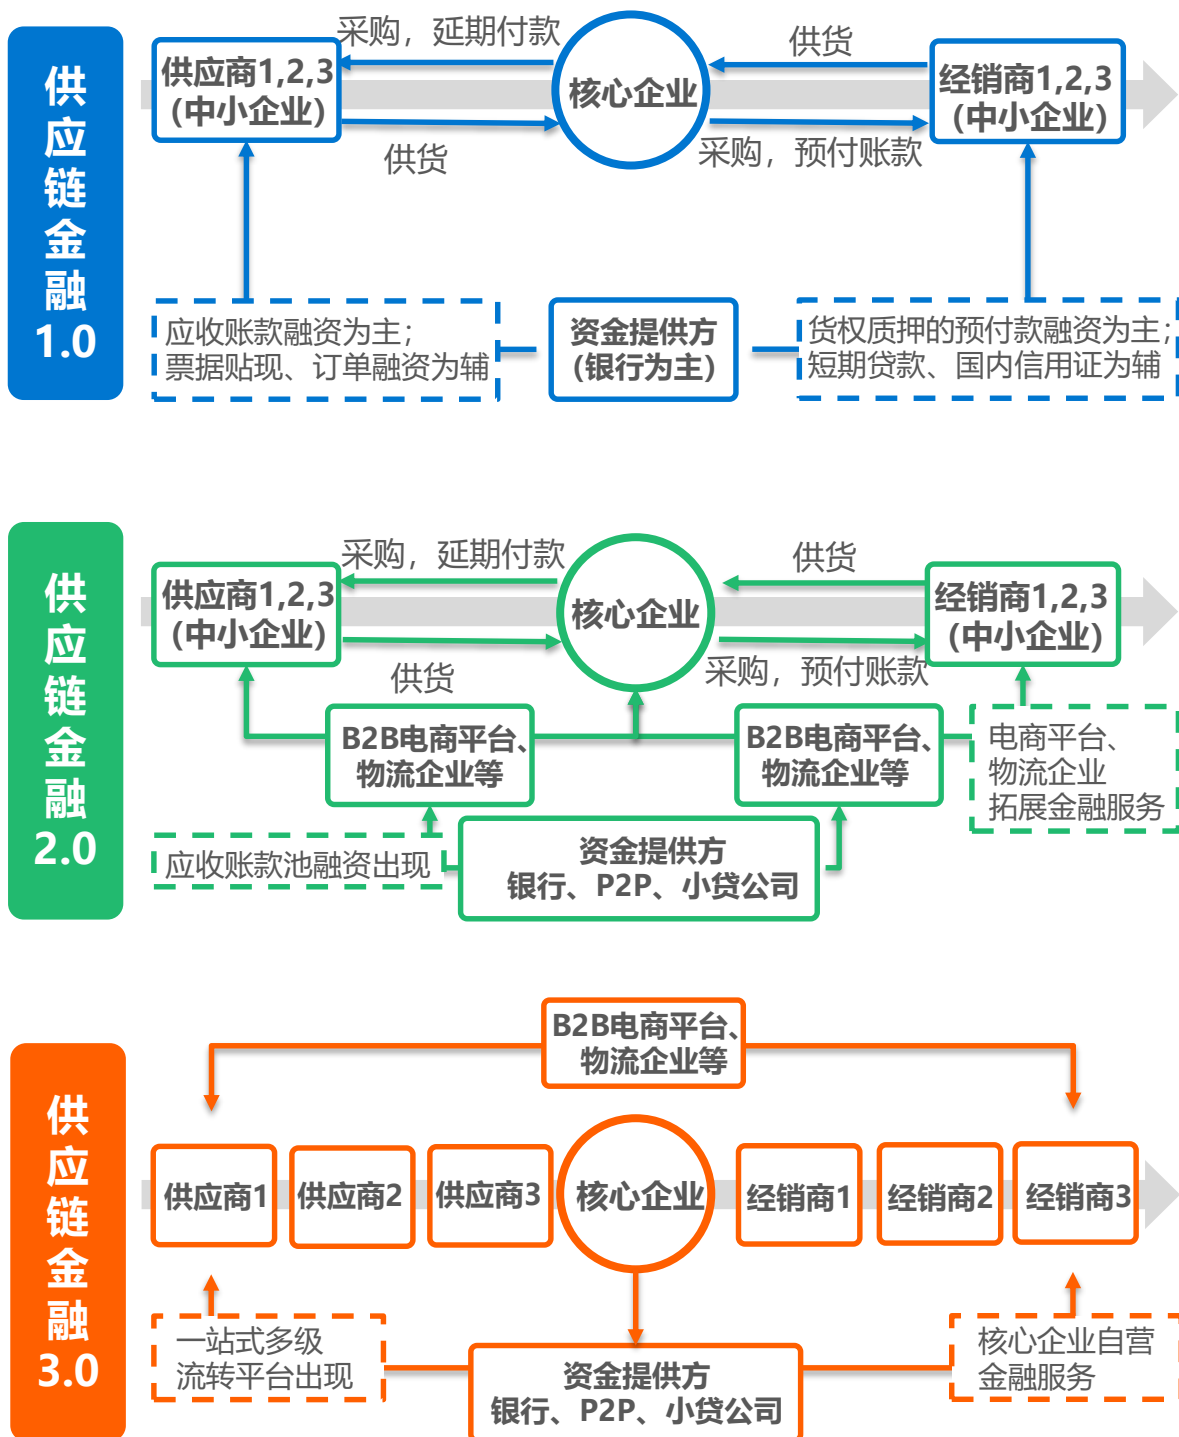 供应链金融1.0
采购，延期付款
供货
供应商1,2,3
（中小企业）
核心企业
经销商1,2,3
（中小企业）
供货
采购，预付账款
应收账款融资为主；
票据贴现、订单融资为辅
资金提供方
（银行为主）
货权质押的预付款融资为主；
短期贷款、国内信用证为辅
供应链金融2.0
采购，延期付款
供货
供应商1,2,3
（中小企业）
核心企业
经销商1,2,3
（中小企业）
供货
采购，预付账款
B2B电商平台、
物流企业等
B2B电商平台、
物流企业等
电商平台、
物流企业
拓展金融服务
应收账款池融资出现
资金提供方
银行、P2P、小贷公司
供应链金融3.0
B2B电商平台、
物流企业等
供应商1
供应商2
供应商3
核心企业
经销商1
经销商2
经销商3
一站式多级
流转平台出现
资金提供方
银行、P2P、小贷公司
核心企业自营
金融服务